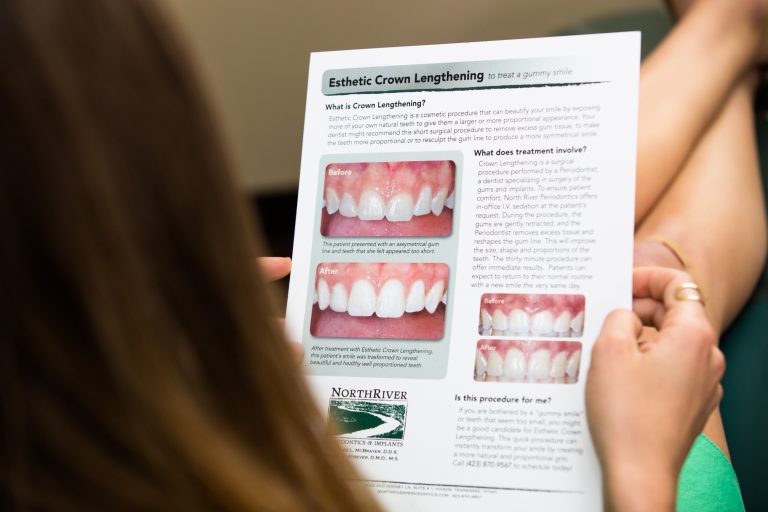 Esthetic Crown Lengthening to treat a gummy smile
What is Crown Lengthening?
Esthetic Crown Lengthening is a cosmetic procedure that can beautify your smile by exposing
more of your own natural teeth to give them a larger or more proportional appearance. Your
dentist might recommend this short surgical procedure to remove excess gum tissue, to make
the teeth more proportional or to resculpt the gum line to produce a more symmetrical smile.
Before
This patient presented with an asymetrical gum
line and teeth that she felt appeared too short.
After
After treatment with Esthetic Crown Lengthening,
this patient's smile was trasformed to reveal
beautiful and healthy well-proportioned teeth.
What does treatment involve?
Crown Lengthening is a surgical
procedure performed by a Periodontist,
a dentist specializing in surgery of the
gums and implants. To ensure patient
comfort, North River Periodontics offers
in-office I.V. sedation at the patient's
request. During the procedure, the
gums are gently retracted, and the
Periodontist removes excess tissue and
reshapes the gum line. This will improve
the size, shape and proportions of the
teeth. The thirty minute procedure can
offer immediate results. Patients can
expect to return to their normal routine
with a new smile the very same day.
Before
After
Is this procedure for me?
If you are bothered by a "gummy smile"
or teeth that seem too small, you might
be a good candidate for Esthetic Crown
Lengthening. This quick procedure can
instantly transform your smile by creating
a more natural and proportional grin.
Call (423) 870-9567 to schedule today!
NORTHRIVER
& IMPLANTS
L. MCBRAYER, D.D.S.
D.M.D., M.S.